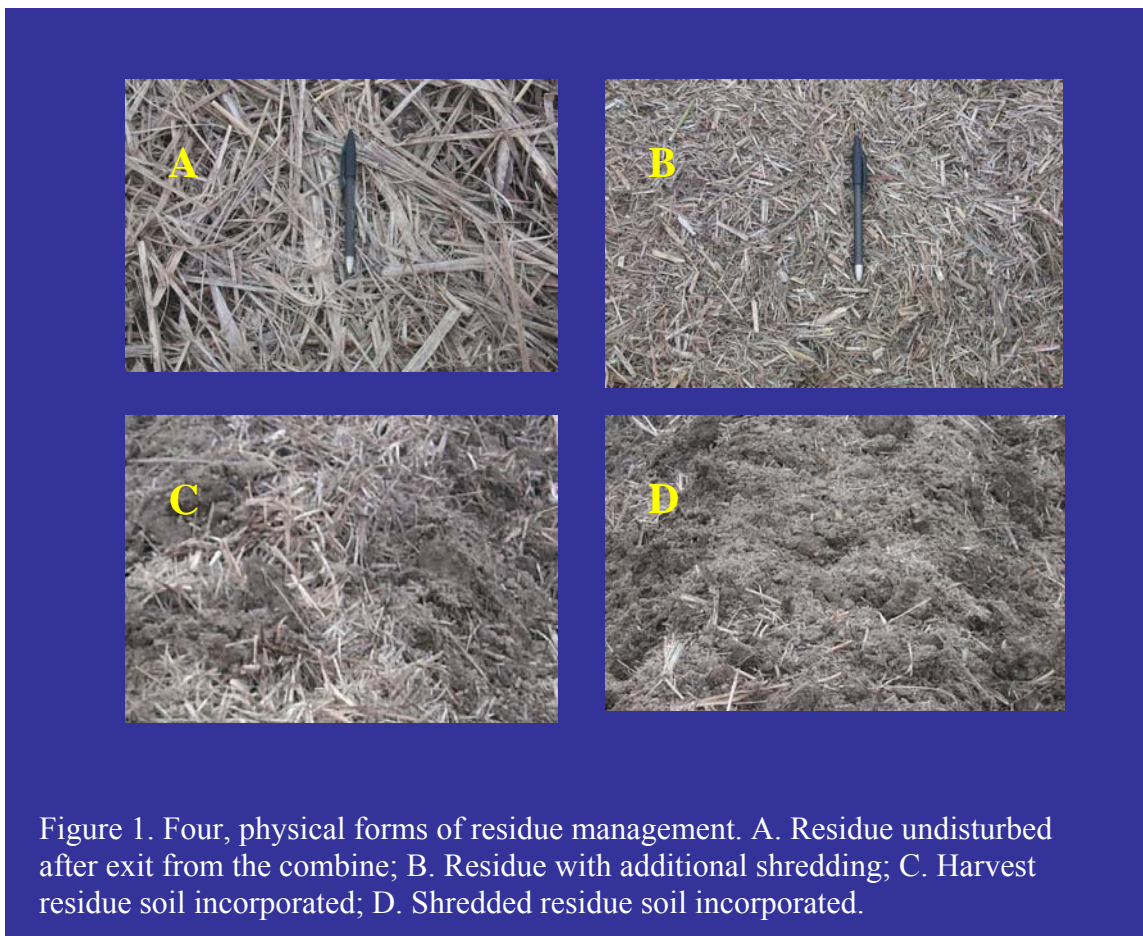 A
B
C
D
Figure 1. Four, physical forms of residue management. A. Residue undisturbed
after exit from the combine; B. Residue with additional shredding; C. Harvest
residue soil incorporated; D. Shredded residue soil incorporated.